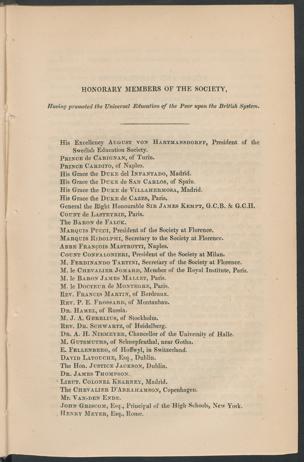 HONORARY MEMBERS OF THE SOCIETY,
Having promoted the Universal Education of the Poor upon the British System.
His Excellency AUGUST VON HARTMANSDORFF, President of the
Swedish Education Society.
PRINCE de CARIGNAN, of Turin.
PRINCE CARDITO, of Naples.
His Grace the DUKE del INFANTADO, Madrid.
His Grace the DUKE de SAN CARLOS, of Spain.
His Grace the DUKE de VILLAHERMOSA, Madrid.
His Grace the DUKE de CAZES, Paris.
General the Right Honourable SIR JAMES KEMPT, G.C.B. & G.C.H.
COUNT de LASTEYRIE, Paris.
The BARON de FALCK.
MARQUIS PUCCI, President of the Society at Florence.
MARQUIS RIDOLPHI, Secretary to the Society at Florence.
ABBE FRANÇOIS MASTROTI, Naples.
COUNT CONFALONIERI, President of the Society at Milan.
M. FERDINANDO TARTINI, Secretary of the Society of Florence.
M. le CHEVALIER JOMARD, Member of the Royal Institute, Paris.
M. le BARON JAMES MALLET, Paris.
M. le DOCTEUR de MONTEGRE, Paris.
REV. FRANCIS MARTIN, of Bordeaux.
REV. P. E. FROSSARD, of Montauban.
DR. HAMEL, of Russia.
M. J. A. GERELIUS, of Stockholm.
REV. DR. SCHWARTZ, of Heidelberg.
DR. A. H. NIEMEYER, Chancellor of the University of Halle.
M. GUTSMUTHS, of Schnepfenthal, near Gotha.
E. FELLENBERG, of Hoffwyl, in Switzerland.
DAVID LATOUCHE, Esq., Dublin.
The Hon. JUSTICE JACKSON, Dublin.
DR. JAMES THOMPSON.
LIEUT. COLONEL KEARNEY, Madrid.
The CHEVALIER D'ABRAHAMSON, Copenhagen.
MR. VAN-DEN ENDE.
JOHN GRISCOM, Esq., Principal of the High Schools, New York.
HENRY MEYER, Esq., Rome.